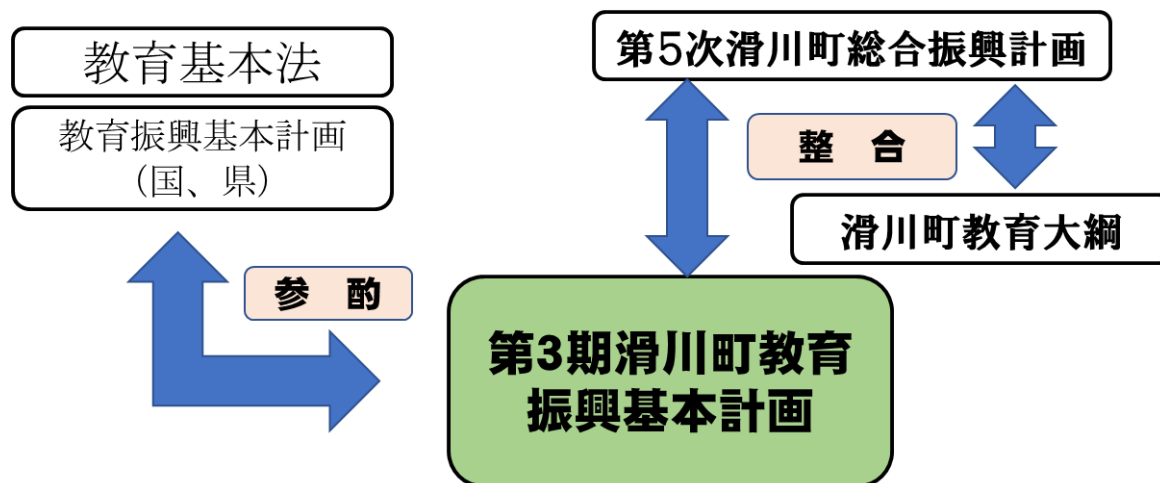 教育基本法
教育振興基本計画
（国、県）
参　酌
第5次滑川町総合振興計画
整　合
滑川町教育大綱
第3期滑川町教育
振興基本計画